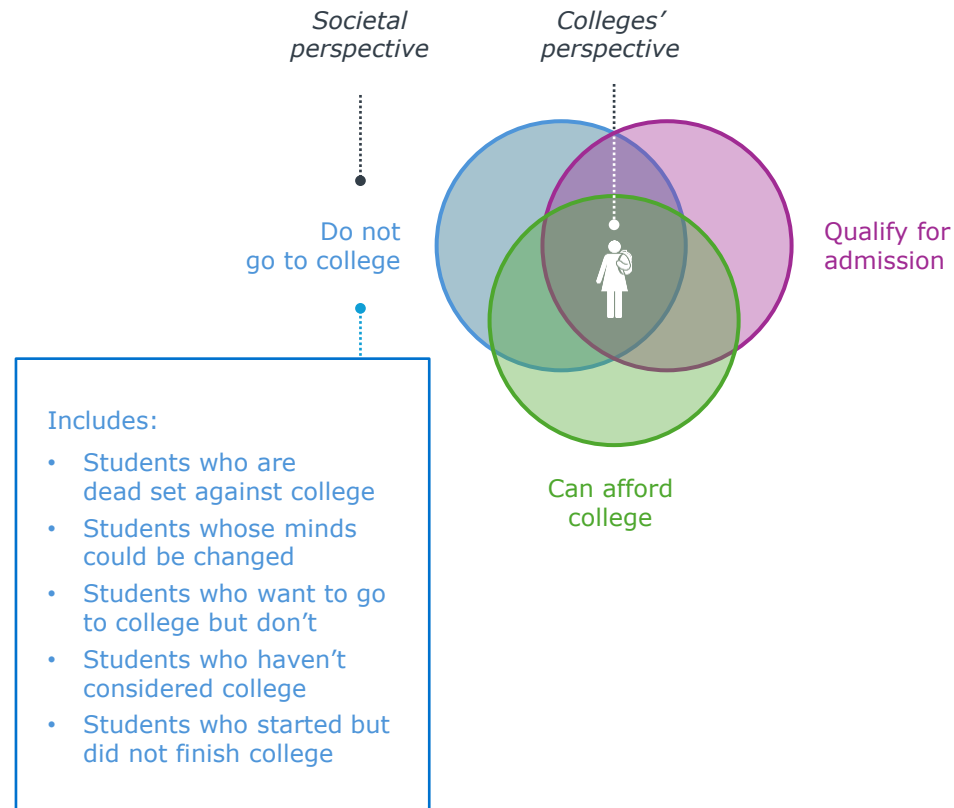 Societal
perspective
Colleges’
perspective
Do not
go to college
Qualify for
admission
Can afford
college
Includes:
• Students who are
dead set against college
• Students whose minds
could be changed
• Students who want to go
to college but don’t
• Students who haven’t
considered college
• Students who started but
did not finish college